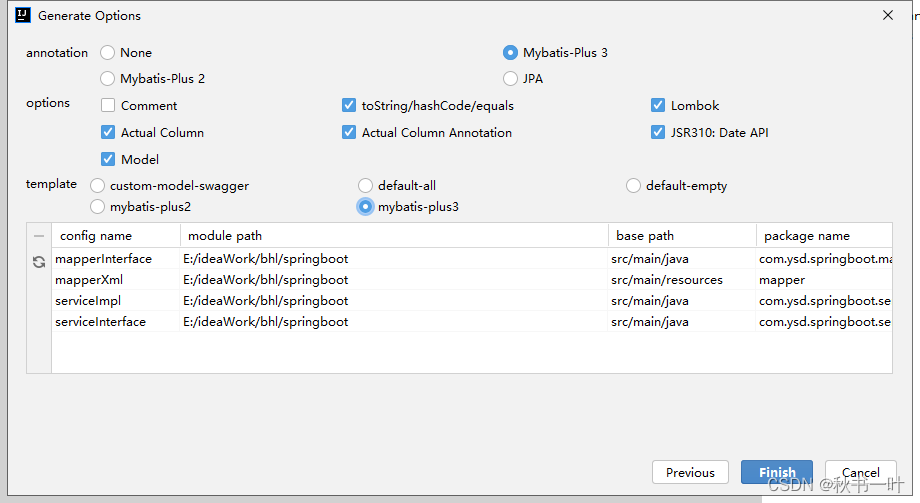 Generate Options
annotation None Mybatis-Plus 3
Mybatis-Plus 2 JPA
options Comment toString/hashCode/equals Lombok
Actual Column Actual Column Annotation JSR310: Date API
Model
template custom-model-swagger default-all default-empty
mybatis-plus2 mybatis-plus3
config name module path base path package name
mapperInterface E:/ideaWork/bhl/springboot src/main/java com.ysd.springboot.ma
mapperXml E:/ideaWork/bhl/springboot src/main/resources mapper
serviceImpl E:/ideaWork/bhl/springboot src/main/java com.ysd.springboot.se
serviceInterface E:/ideaWork/bhl/springboot src/main/java com.ysd.springboot.se
Previous Finish Cancel
CSDN @秋书一叶